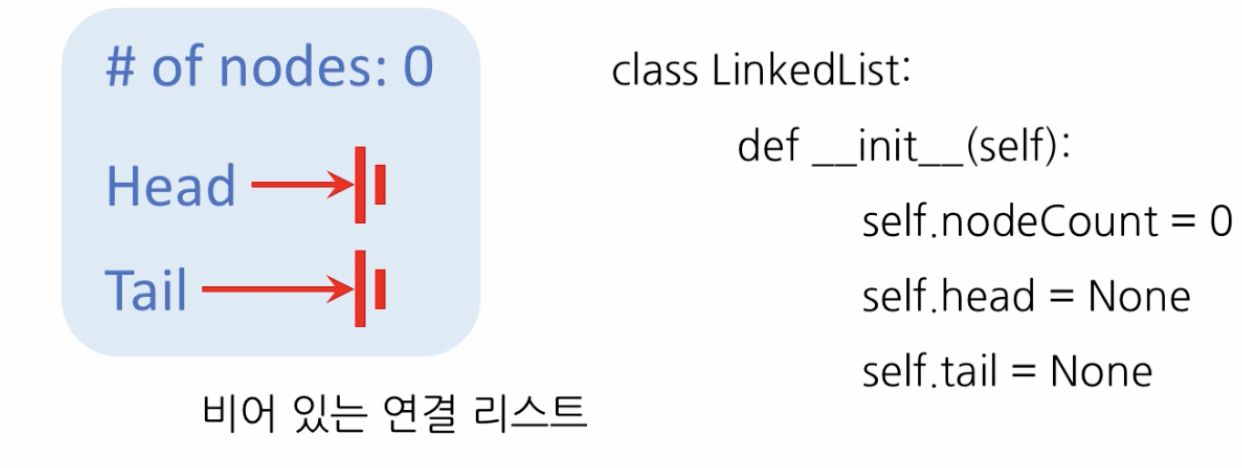 # of nodes: 0
Head
Tail
비어 있는 연결 리스트
class LinkedList:
def __init__(self):
self.nodeCount = 0
self.head = None
self.tail = None